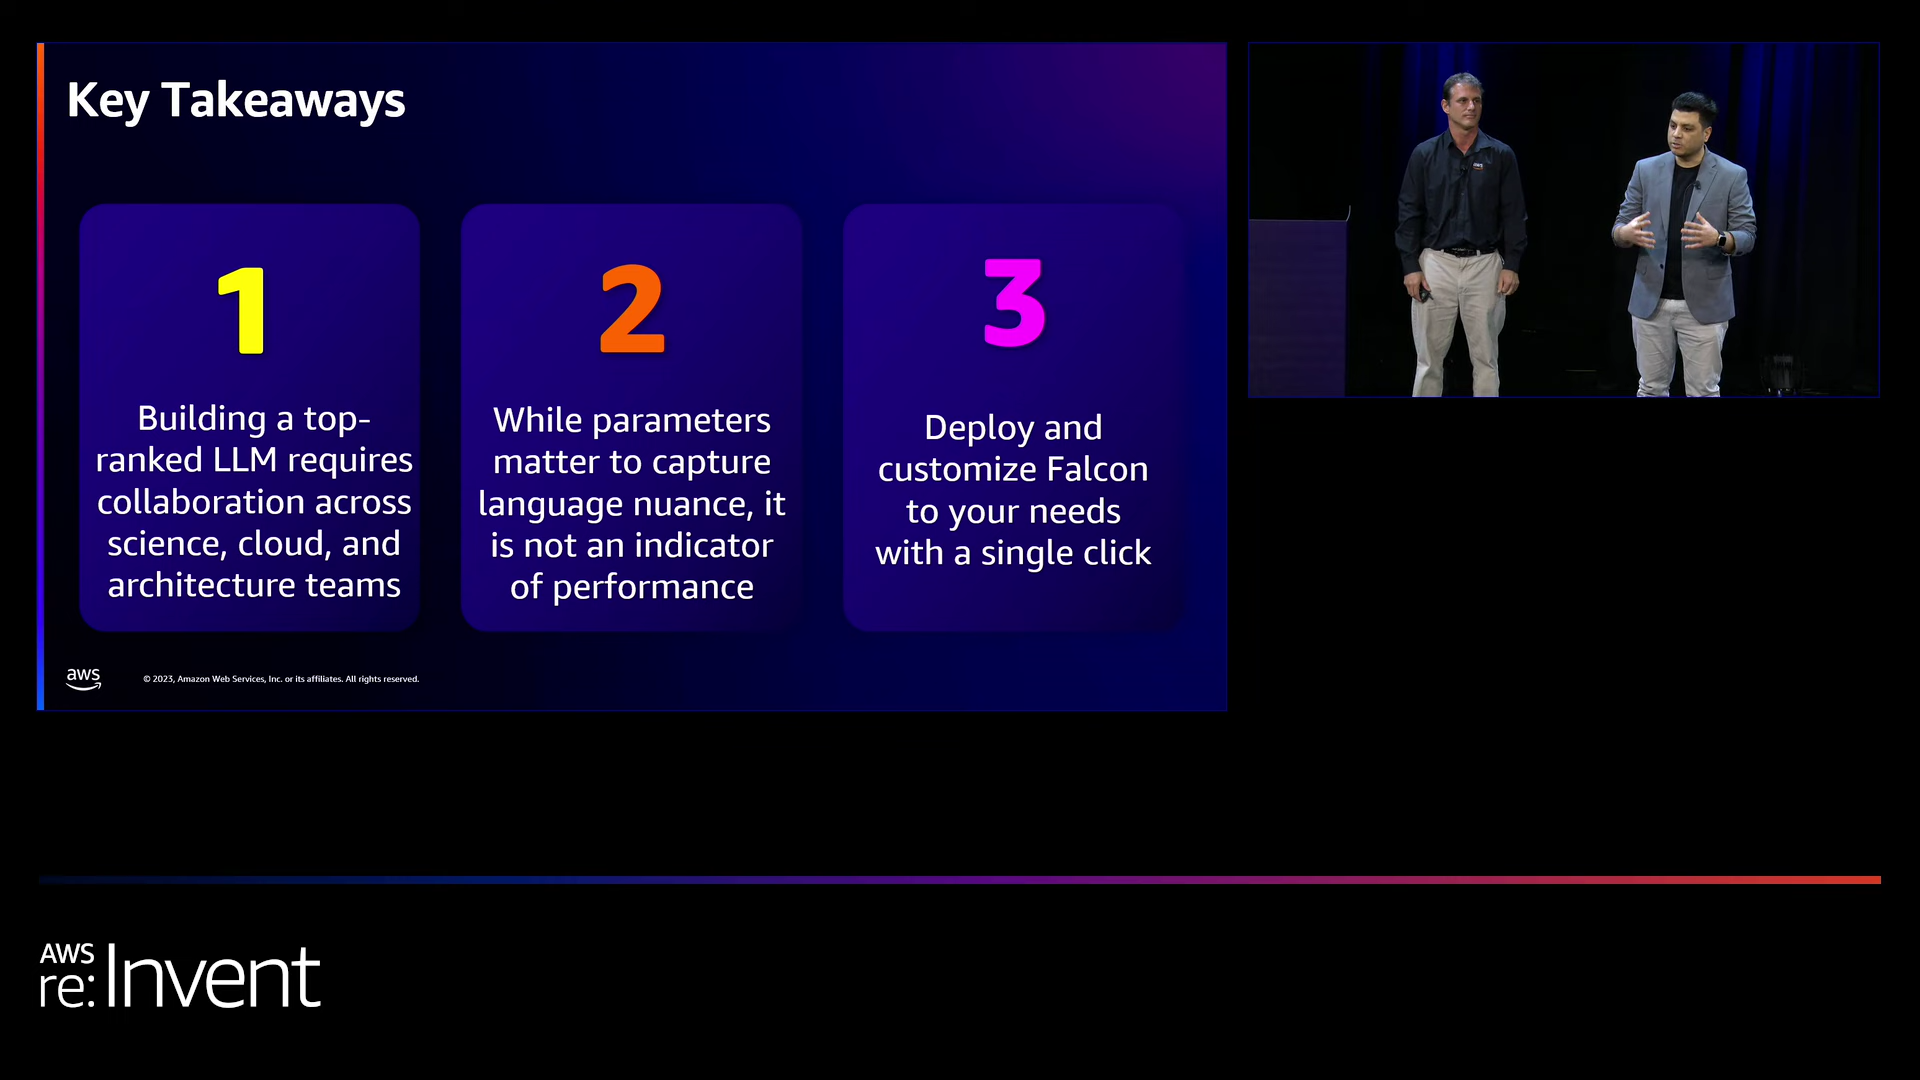 Key Takeaways
1
Building a top-
ranked LLM requires
collaboration across
science, cloud, and
architecture teams
2
While parameters
matter to capture
language nuance, it
is not an indicator
of performance
3
Deploy and
customize Falcon
to your needs
with a single click
aws
© 2023, Amazon Web Services, Inc. or its affiliates. All rights reserved.
aws
AWS
re:Invent